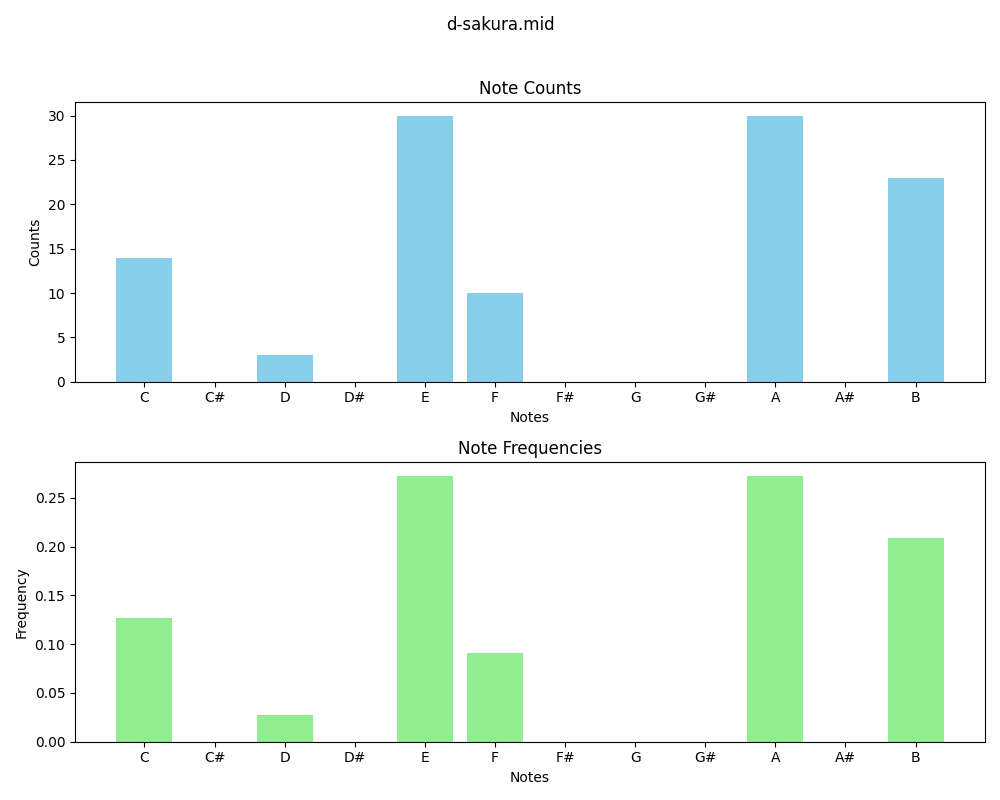 d-sakura.mid
Note Counts
30
25
20
15
10
5
0
Counts
C C# D D# E F F# G G# A A# B
Notes
Note Frequencies
0.25
0.20
0.15
0.10
0.05
0.00
Frequency
C C# D D# E F F# G G# A A# B
Notes